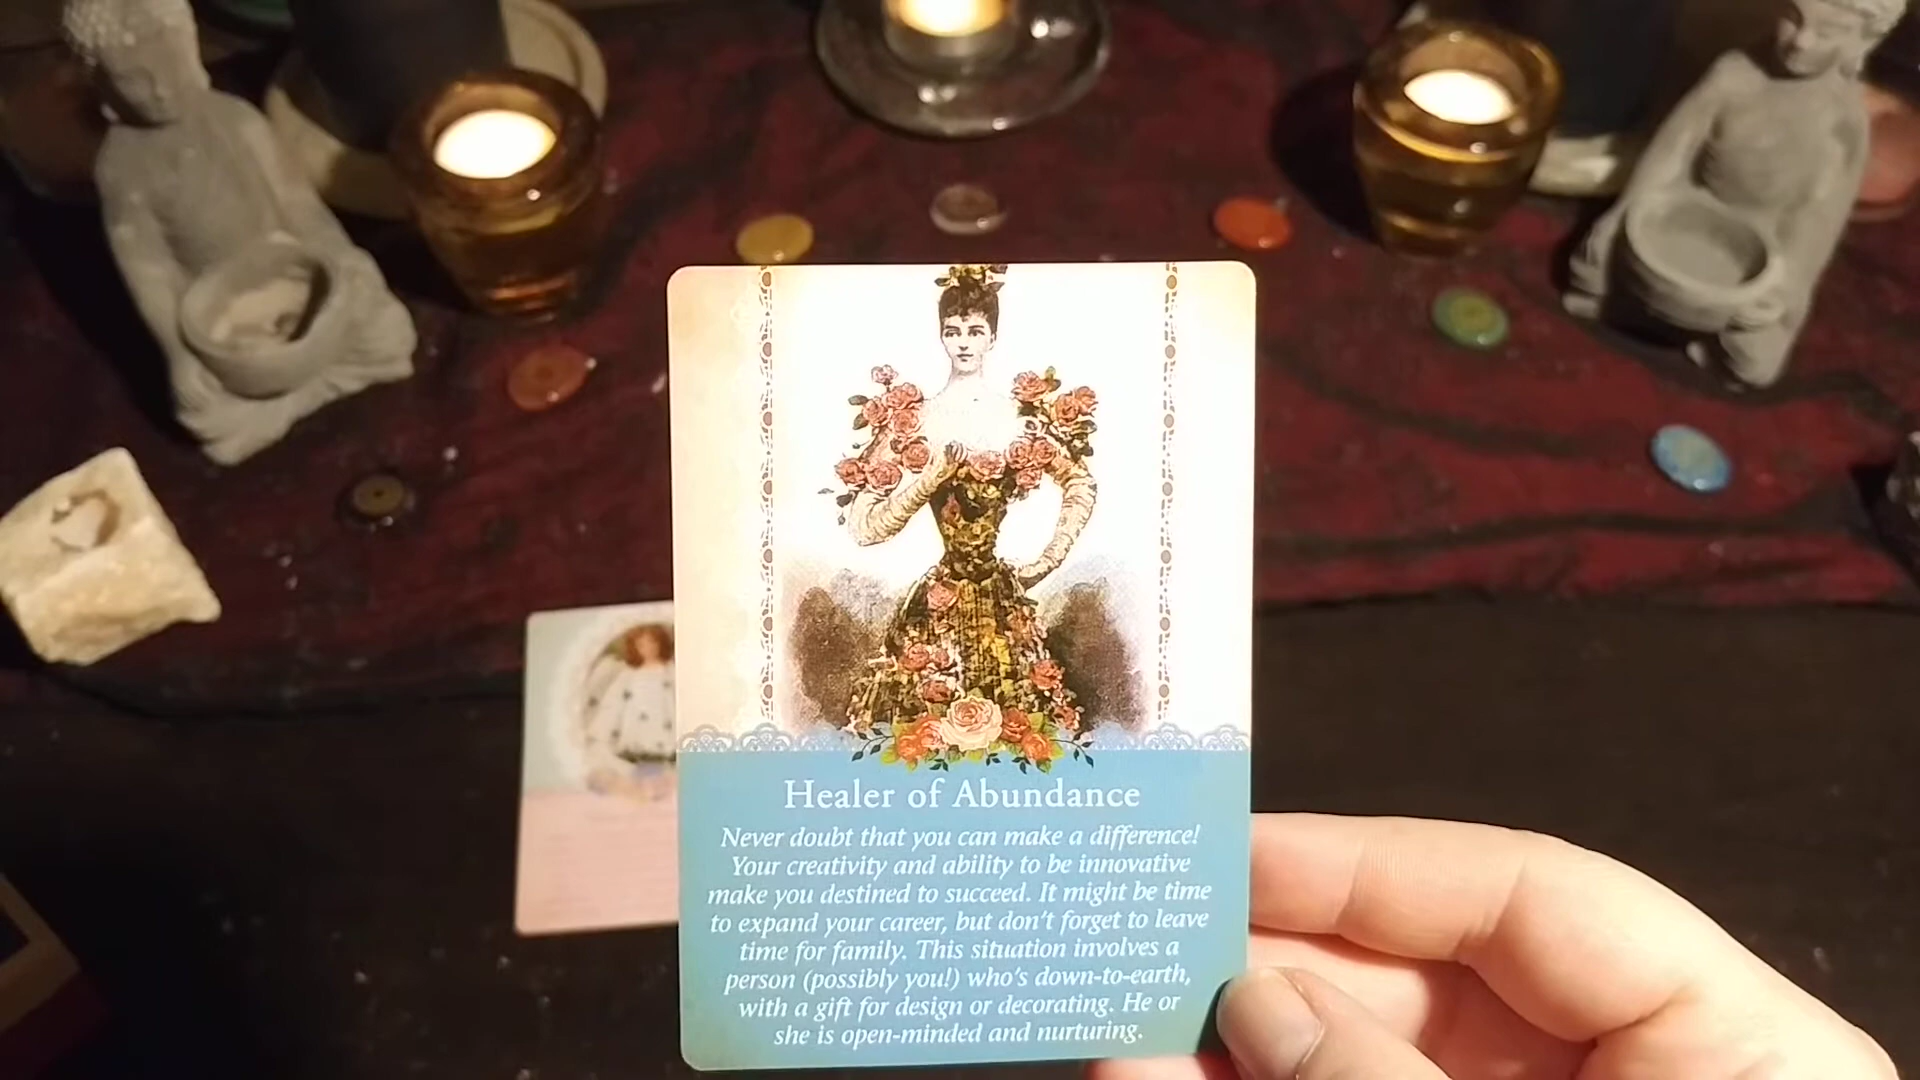 Healer of Abundance
Never doubt that you can make a difference!
Your creativity and ability to be innovative
make you destined to succeed. It might be time
to expand your career, but don't forget to leave
time for family. This situation involves a
person (possibly you!) who's down-to-earth,
with a gift for design or decorating. He or
she is open-minded and nurturing.